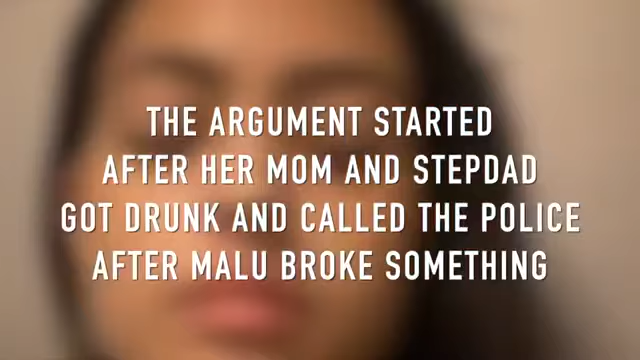 THE ARGUMENT STARTED
AFTER HER MOM AND STEPDAD
GOT DRUNK AND CALLED THE POLICE
AFTER MALU BROKE SOMETHING